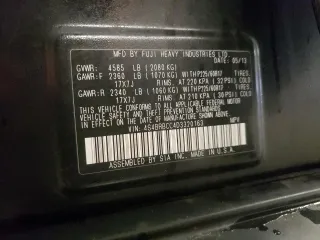 MFD. BY FUJI HEAVY INDUSTRIES LTD.
DATE: 05/13
GVWR: 4585 LB (2080 KG)
GAWR:F 2360 LB (1070 KG) WITH P225/60R17 TIRES,
17X7J RIMS AT 220 KPA (32 PSI) COLD
GAWR:R 2340 LB (1060 KG) WITH P225/60R17 TIRES,
17X7J RIMS AT 210 KPA (30 PSI) COLD
THIS VEHICLE CONFORMS TO ALL APPLICABLE
FEDERAL MOTOR VEHICLE SAFETY, BUMPER, AND
THEFT PREVENTION STANDARDS IN EFFECT ON THE
DATE OF MANUFACTURE SHOWN ABOVE.
MPV
ASSEMBLED BY SIA INC. MADE IN U.S.A.